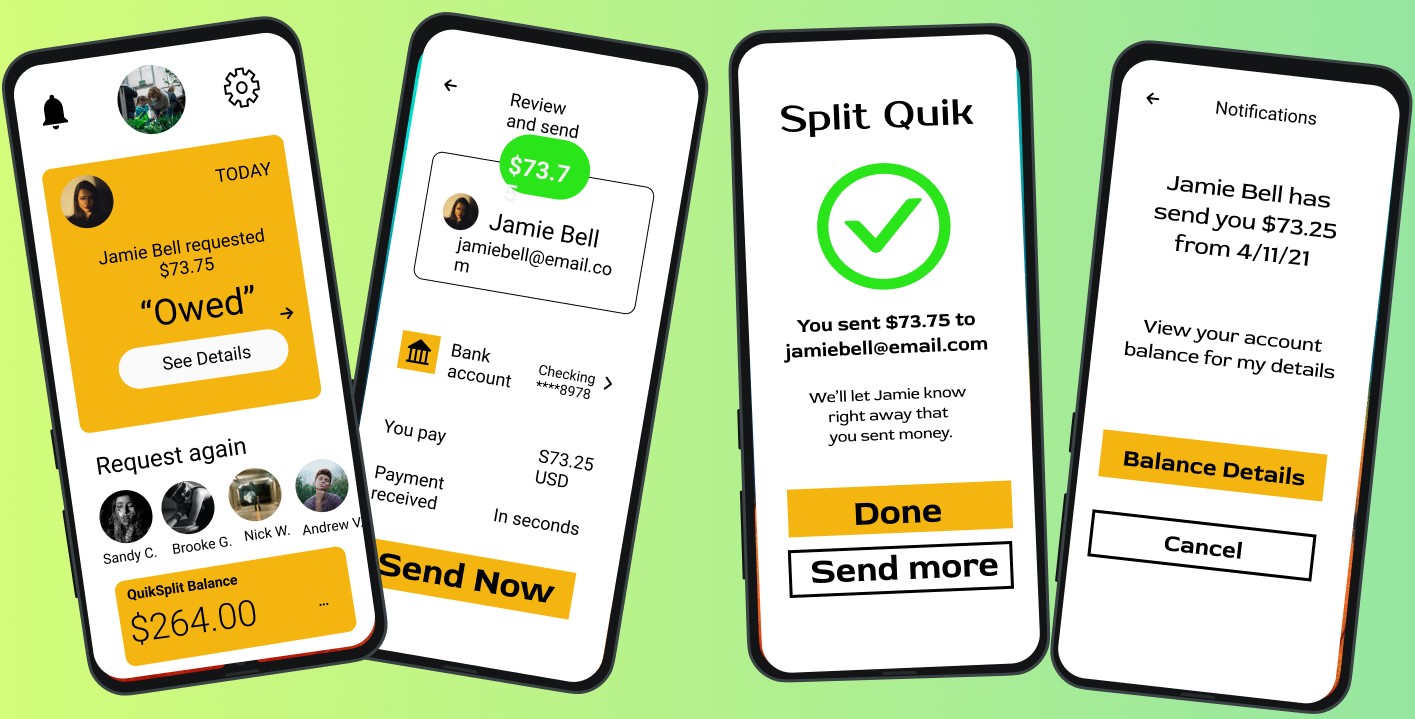 TODAY
Jamie Bell requested
$73.75
“Owed”
See Details
Request again
Sandy C.
Brooke G.
Nick W.
Andrew V.
QuikSplit Balance
$264.00
...
Review
and send
$73.7
5
Jamie Bell
jamiebell@email.co
m
Bank
account
Checking
****8978
You pay
S73.25
USD
Payment
received
In seconds
Send Now
Split Quik
You sent $73.75 to
jamiebell@email.com
We’ll let Jamie know
right away that
you sent money.
Done
Send more
Notifications
Jamie Bell has
send you $73.25
from 4/11/21
View your account
balance for my details
Balance Details
Cancel